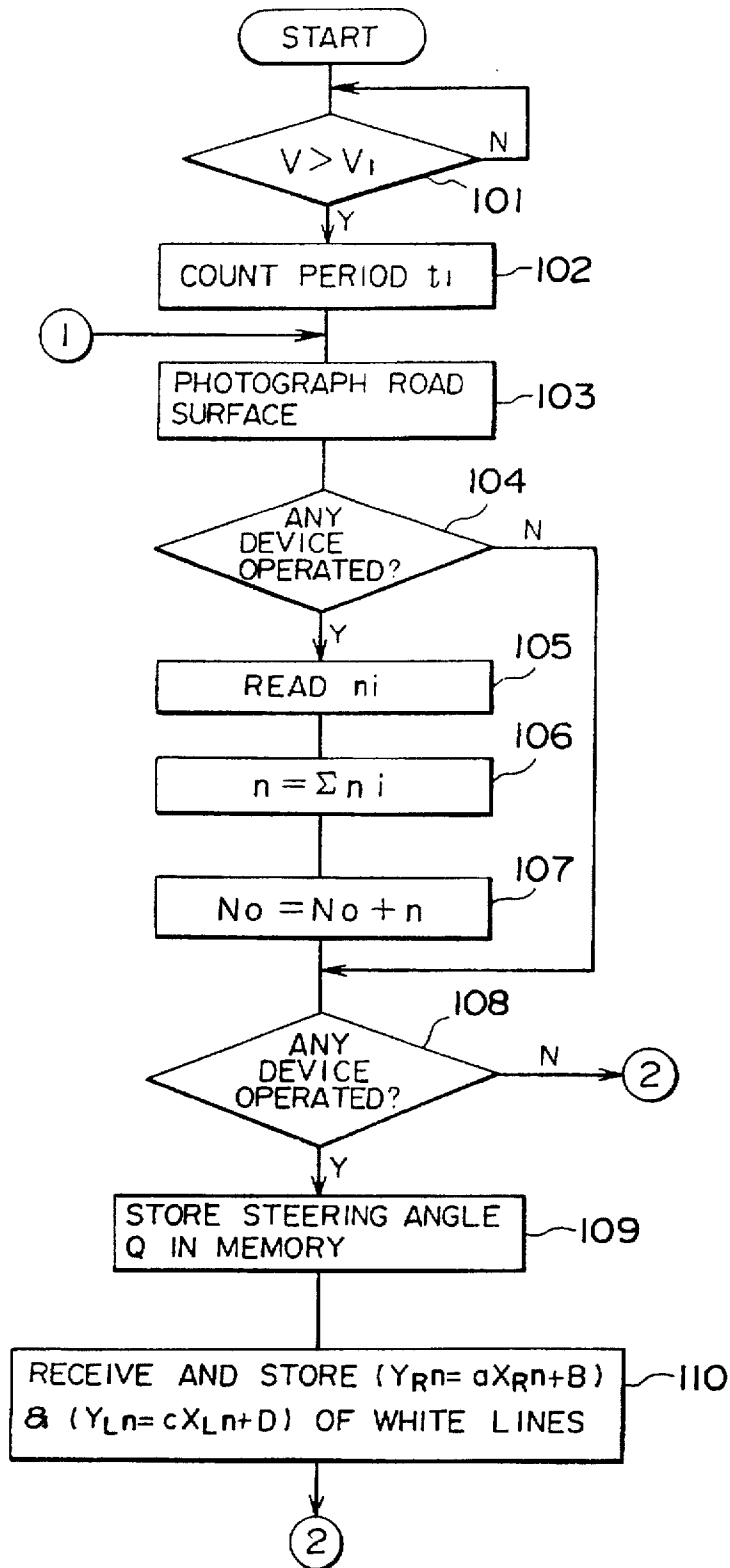 START
V > V1
N
101
Y
COUNT PERIOD t1
102
1
PHOTOGRAPH ROAD
SURFACE
103
104
ANY
DEVICE
OPERATED?
N
Y
105
READ ni
106
n = Σ n i
107
No = No + n
108
ANY
DEVICE
OPERATED?
N
2
Y
STORE STEERING ANGLE
Q IN MEMORY
109
RECEIVE AND STORE (YRn= aXRn+B)
& (YLn= cXLn+D) OF WHITE LINES
110
2